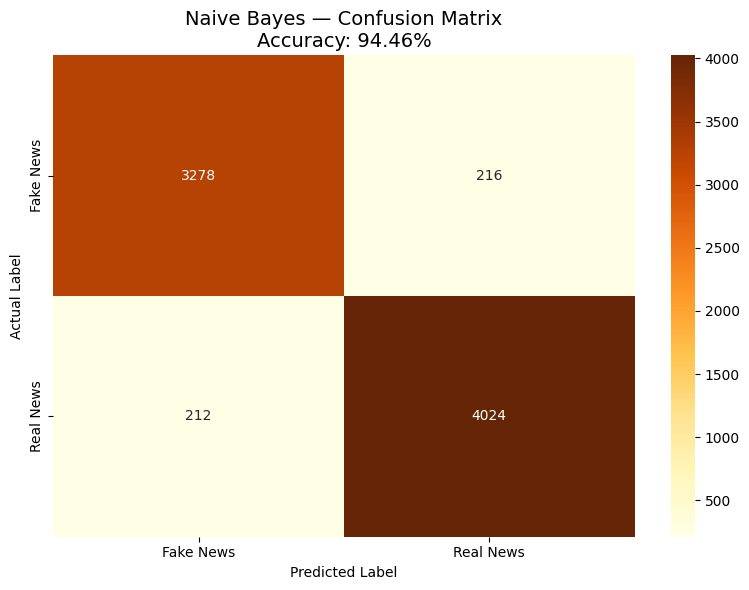 Naive Bayes — Confusion Matrix
Accuracy: 94.46%
Fake News
3278
216
Real News
212
4024
Actual Label
Fake News
Real News
Predicted Label
4000
3500
3000
2500
2000
1500
1000
500